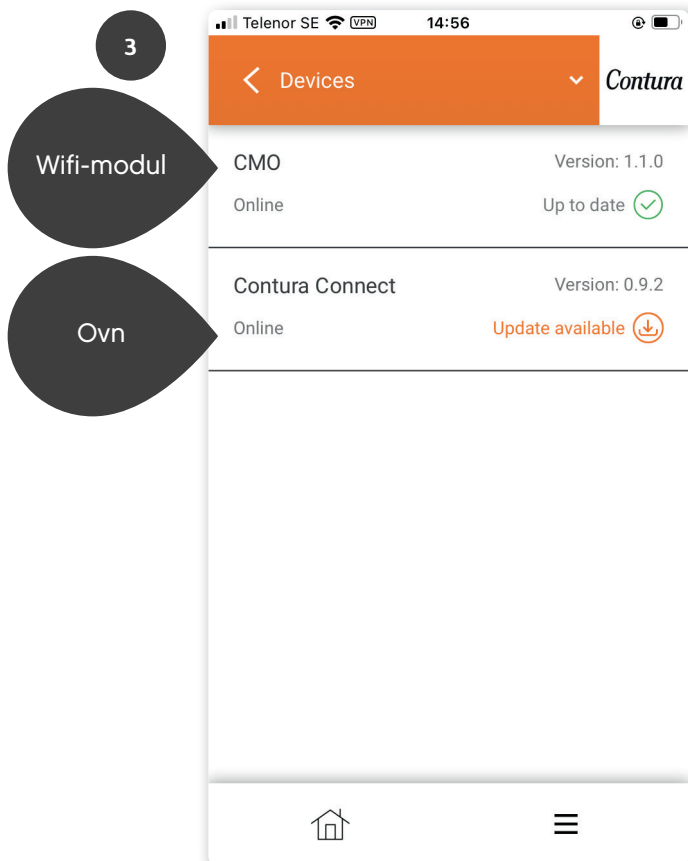 3
Telenor SE VPN 14:56
Devices
Contura
Wifi-modul
CMO
Version: 1.1.0
Online
Up to date
Ovn
Contura Connect
Version: 0.9.2
Online
Update available